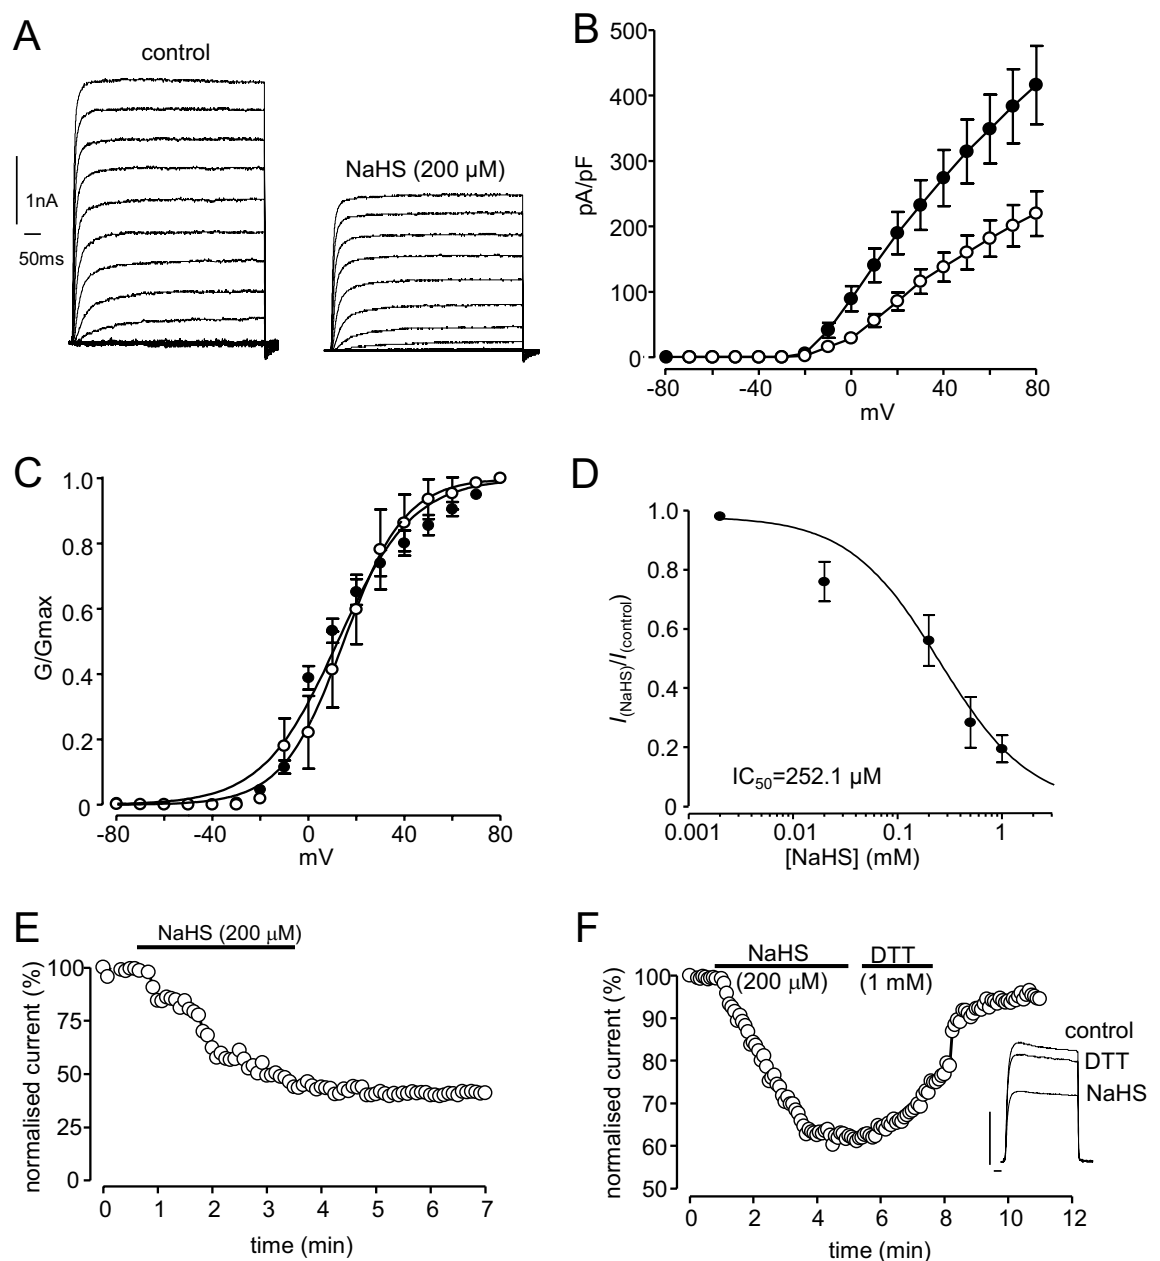 A
control
NaHS (200 µM)
1nA
50ms
B
500
400
300
200
100
0
pA/pF
-80 -40 0 40 80
mV
C
1.0
0.8
0.6
0.4
0.2
0
G/Gmax
-80 -40 0 40 80
mV
D
1.0
0.8
0.6
0.4
0.2
0
I(NaHS)/I(control)
IC50=252.1 µM
0.001 0.01 0.1 1
[NaHS] (mM)
E
NaHS (200 µM)
100
75
50
25
0
normalised current (%)
0 1 2 3 4 5 6 7
time (min)
F
NaHS DTT
(200 µM) (1 mM)
100
90
80
70
60
50
normalised current (%)
control
DTT
NaHS
0 2 4 6 8 10 12
time (min)